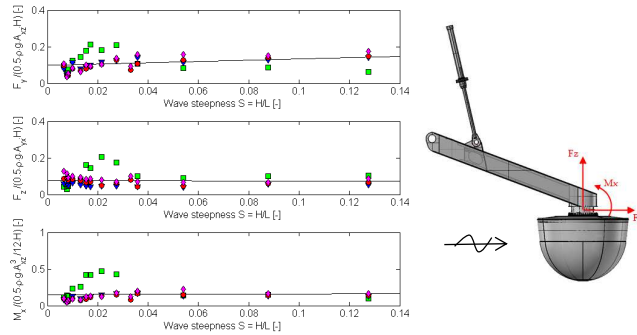 F_y/(0.5ρ.g.A_xz.H)) [-]
0.4
0.2
0
0 0.02 0.04 0.06 0.08 0.1 0.12 0.14
Wave steepness S = H/L [-]
F_z/(0.5ρ.g.A_yx.H)) [-]
0.4
0.2
0
0 0.02 0.04 0.06 0.08 0.1 0.12 0.14
Wave steepness S = H/L [-]
M_x/(0.5ρ.g.A_xz^3/12.H)) [-]
1
0.5
0
0 0.02 0.04 0.06 0.08 0.1 0.12 0.14
Wave steepness S = H/L [-]
Fz
Mx
F